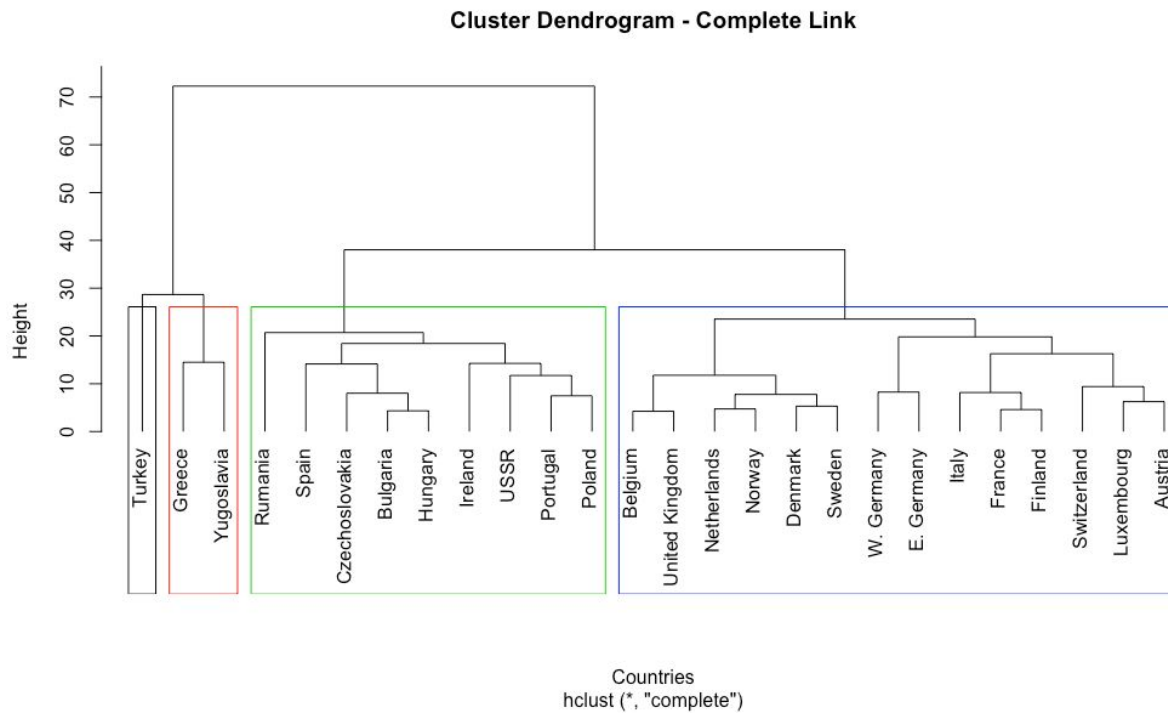 Cluster Dendrogram - Complete Link
Height
70
60
50
40
30
20
10
0
Turkey
Greece
Yugoslavia
Rumania
Spain
Czechoslovakia
Bulgaria
Hungary
Ireland
USSR
Portugal
Poland
Belgium
United Kingdom
Netherlands
Norway
Denmark
Sweden
W. Germany
E. Germany
Italy
France
Finland
Switzerland
Luxembourg
Austria
Countries
hclust (*, "complete")